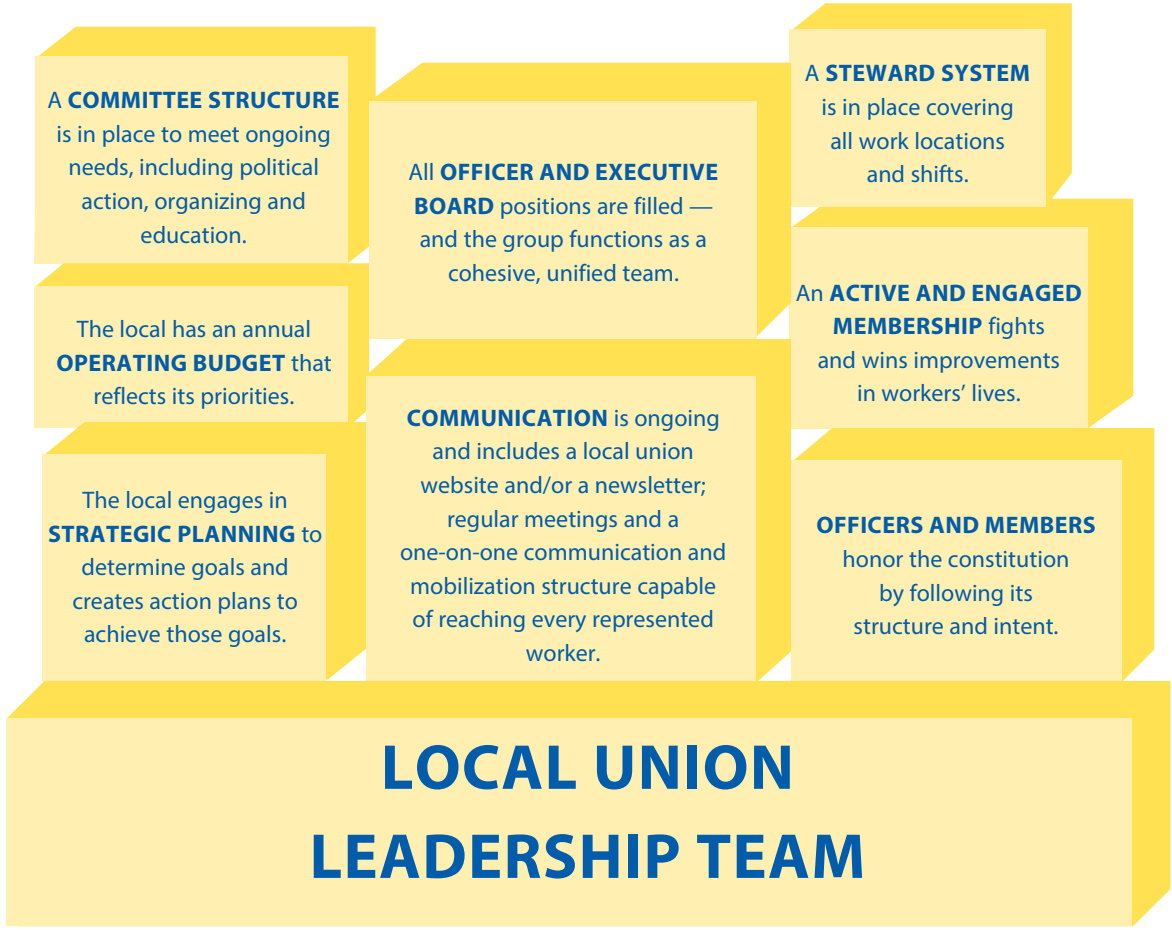 A COMMITTEE STRUCTURE
is in place to meet ongoing
needs, including political
action, organizing and
education.
The local has an annual
OPERATING BUDGET that
reflects its priorities.
The local engages in
STRATEGIC PLANNING to
determine goals and
creates action plans to
achieve those goals.
All OFFICER AND EXECUTIVE
BOARD positions are filled —
and the group functions as a
cohesive, unified team.
COMMUNICATION is ongoing
and includes a local union
website and/or a newsletter;
regular meetings and a
one-on-one communication and
mobilization structure capable
of reaching every represented
worker.
A STEWARD SYSTEM
is in place covering
all work locations
and shifts.
An ACTIVE AND ENGAGED
MEMBERSHIP fights
and wins improvements
in workers’ lives.
OFFICERS AND MEMBERS
honor the constitution
by following its
structure and intent.
LOCAL UNION
LEADERSHIP TEAM